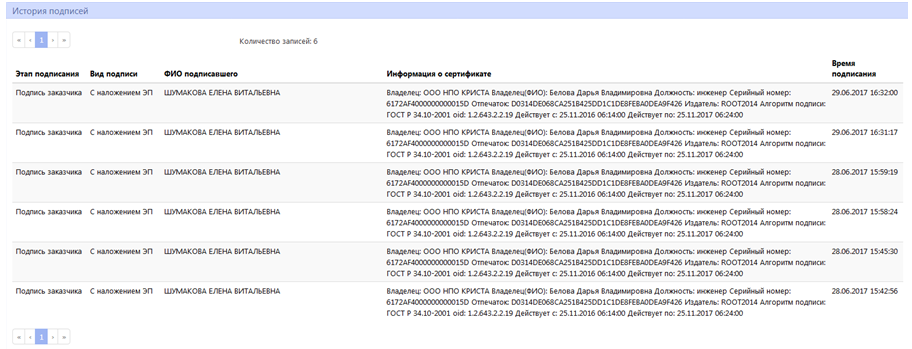 История подписей
« ‹ 1 › »
Количество записей: 6
Этап подписания Вид подписи ФИО подписавшего Информация о сертификате Время подписания
Подпись заказчика С наложением ЭП ШУМАКОВА ЕЛЕНА ВИТАЛЬЕВНА Владелец: ООО НПО КРИСТА Владелец(ФИО): Белова Дарья Владимировна Должность: инженер Серийный номер: 29.06.2017 16:32:00
6172AF4000000000015D Отпечаток: D0314DE068CA251B425DD1C1DE8FEBA0DEA9F426 Издатель: ROOT2014 Алгоритм подписи:
ГОСТ Р 34.10-2001 oid: 1.2.643.2.2.19 Действует с: 25.11.2016 06:14:00 Действует по: 25.11.2017 06:24:00
Подпись заказчика С наложением ЭП ШУМАКОВА ЕЛЕНА ВИТАЛЬЕВНА Владелец: ООО НПО КРИСТА Владелец(ФИО): Белова Дарья Владимировна Должность: инженер Серийный номер: 29.06.2017 16:31:17
6172AF4000000000015D Отпечаток: D0314DE068CA251B425DD1C1DE8FEBA0DEA9F426 Издатель: ROOT2014 Алгоритм подписи:
ГОСТ Р 34.10-2001 oid: 1.2.643.2.2.19 Действует с: 25.11.2016 06:14:00 Действует по: 25.11.2017 06:24:00
Подпись заказчика С наложением ЭП ШУМАКОВА ЕЛЕНА ВИТАЛЬЕВНА Владелец: ООО НПО КРИСТА Владелец(ФИО): Белова Дарья Владимировна Должность: инженер Серийный номер: 28.06.2017 15:59:19
6172AF4000000000015D Отпечаток: D0314DE068CA251B425DD1C1DE8FEBA0DEA9F426 Издатель: ROOT2014 Алгоритм подписи:
ГОСТ Р 34.10-2001 oid: 1.2.643.2.2.19 Действует с: 25.11.2016 06:14:00 Действует по: 25.11.2017 06:24:00
Подпись заказчика С наложением ЭП ШУМАКОВА ЕЛЕНА ВИТАЛЬЕВНА Владелец: ООО НПО КРИСТА Владелец(ФИО): Белова Дарья Владимировна Должность: инженер Серийный номер: 28.06.2017 15:58:24
6172AF4000000000015D Отпечаток: D0314DE068CA251B425DD1C1DE8FEBA0DEA9F426 Издатель: ROOT2014 Алгоритм подписи:
ГОСТ Р 34.10-2001 oid: 1.2.643.2.2.19 Действует с: 25.11.2016 06:14:00 Действует по: 25.11.2017 06:24:00
Подпись заказчика С наложением ЭП ШУМАКОВА ЕЛЕНА ВИТАЛЬЕВНА Владелец: ООО НПО КРИСТА Владелец(ФИО): Белова Дарья Владимировна Должность: инженер Серийный номер: 28.06.2017 15:45:30
6172AF4000000000015D Отпечаток: D0314DE068CA251B425DD1C1DE8FEBA0DEA9F426 Издатель: ROOT2014 Алгоритм подписи:
ГОСТ Р 34.10-2001 oid: 1.2.643.2.2.19 Действует с: 25.11.2016 06:14:00 Действует по: 25.11.2017 06:24:00
Подпись заказчика С наложением ЭП ШУМАКОВА ЕЛЕНА ВИТАЛЬЕВНА Владелец: ООО НПО КРИСТА Владелец(ФИО): Белова Дарья Владимировна Должность: инженер Серийный номер: 28.06.2017 15:42:56
6172AF4000000000015D Отпечаток: D0314DE068CA251B425DD1C1DE8FEBA0DEA9F426 Издатель: ROOT2014 Алгоритм подписи:
ГОСТ Р 34.10-2001 oid: 1.2.643.2.2.19 Действует с: 25.11.2016 06:14:00 Действует по: 25.11.2017 06:24:00
« ‹ 1 › »